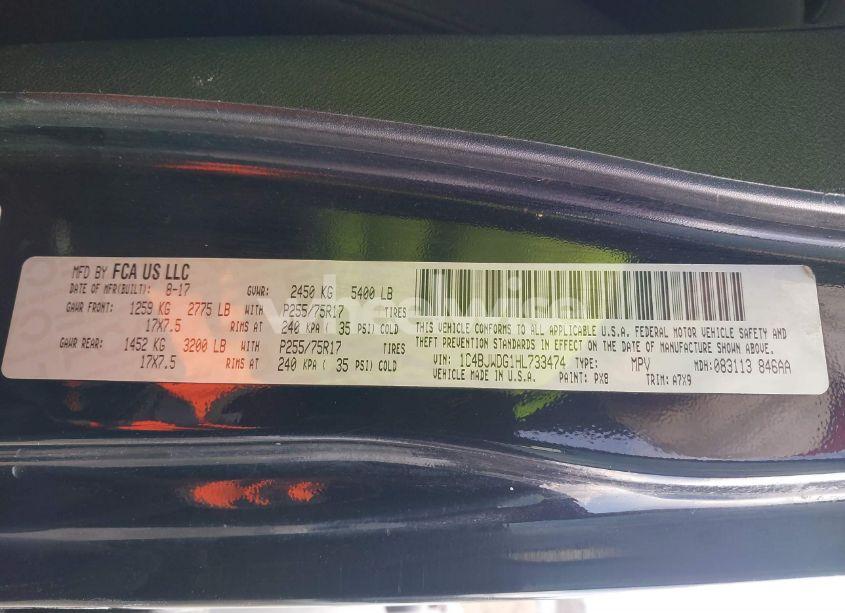 MFD BY FCA US LLC
DATE OF MFR(BUILT): 8-17 GVWR: 2450 KG 5400 LB
GAWR FRONT: 1259 KG 2775 LB WITH P255/75R17 TIRES
17X7.5 RIMS AT 240 KPA ( 35 PSI) COLD
GAWR REAR: 1452 KG 3200 LB WITH P255/75R17 TIRES
17X7.5 RIMS AT 240 KPA ( 35 PSI) COLD
THIS VEHICLE CONFORMS TO ALL APPLICABLE U.S.A. FEDERAL MOTOR VEHICLE SAFETY AND
THEFT PREVENTION STANDARDS IN EFFECT ON THE DATE OF MANUFACTURE SHOWN ABOVE.
VIN: 1C4BJWDG1HL733474 TYPE: MPV MDH: 083113 846AA
VEHICLE MADE IN U.S.A. PAINT: PX8 TRIM: A7X9